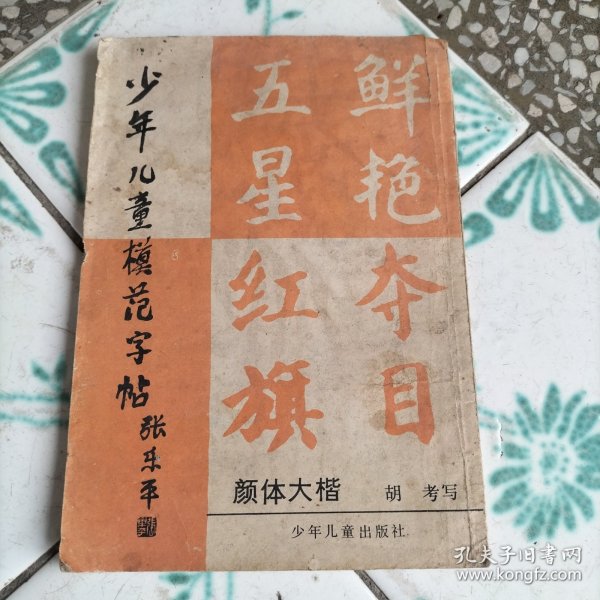 鲜艳夺目
五星红旗
少年儿童模范字帖
张乐平
颜体大楷
胡 考写
少年儿童出版社
孔夫子旧书网
www.kongfz.com